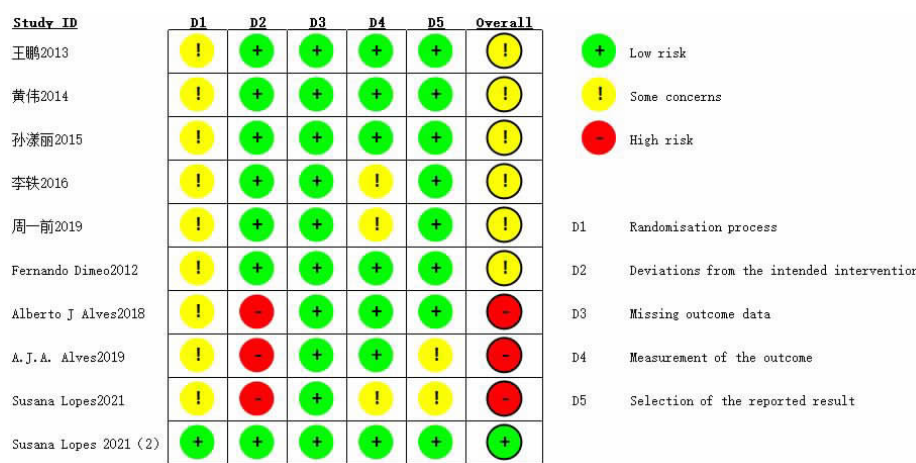 Study ID D1 D2 D3 D4 D5 Overall
王鹏2013 ! + + + + !
+ Low risk
黄伟2014 ! + + + + !
! Some concerns
孙漾丽2015 ! + + + + !
- High risk
李轶2016 ! + + ! + !
周一前2019 ! + + ! + !
D1 Randomisation process
Fernando Dimeo2012 ! + + + + !
D2 Deviations from the intended intervention
Alberto J Alves2018 ! - + + + -
D3 Missing outcome data
A.J.A. Alves2019 ! - + + ! -
D4 Measurement of the outcome
Susana Lopes2021 ! - + ! ! -
D5 Selection of the reported result
Susana Lopes 2021（2） + + + + + +